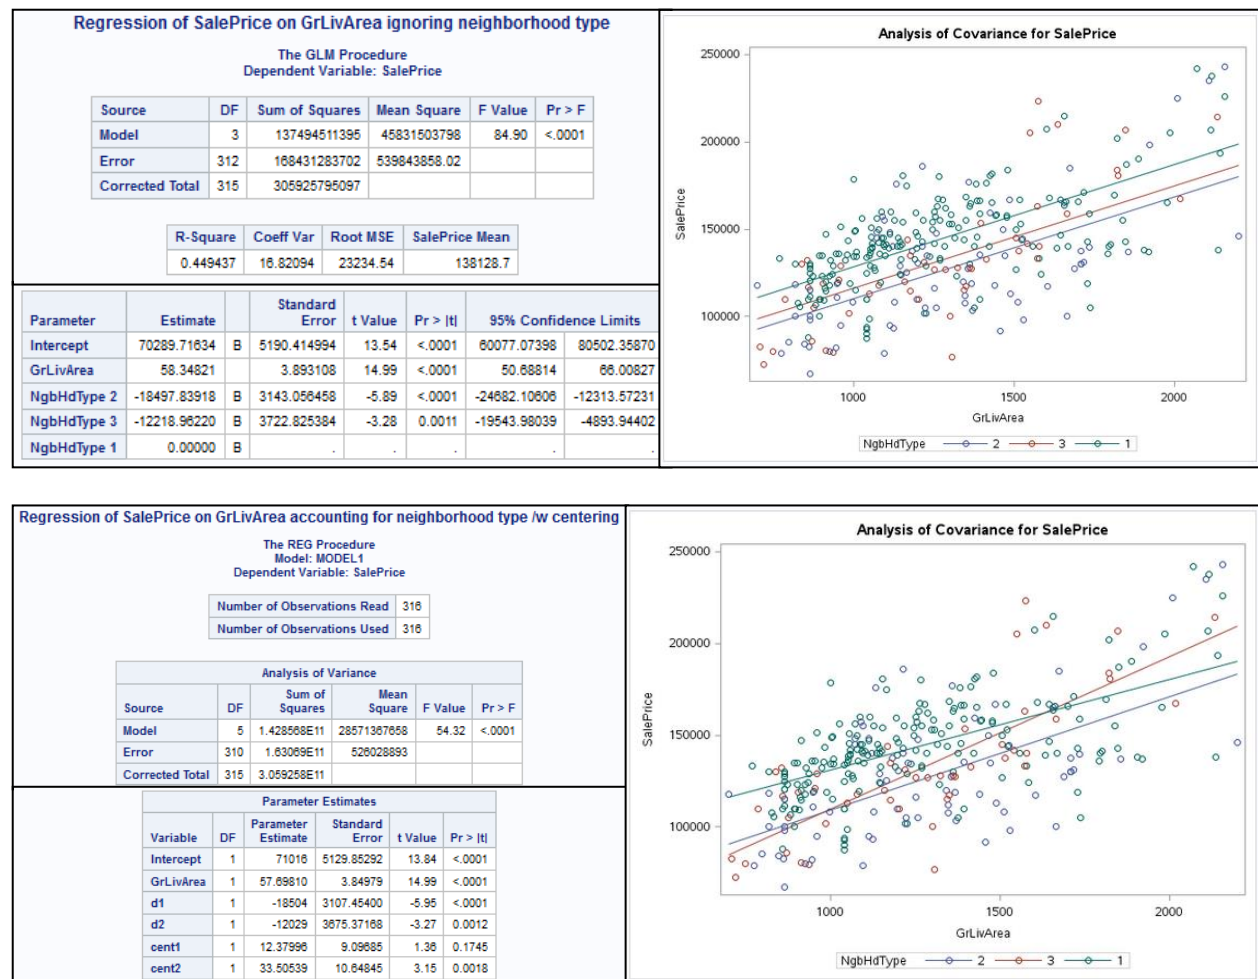 Regression of SalePrice on GrLivArea ignoring neighborhood type
The GLM Procedure
Dependent Variable: SalePrice
Source DF Sum of Squares Mean Square F Value Pr > F
Model 3 137494511395 45831503798 84.90 <.0001
Error 312 168431283702 539843858.02
Corrected Total 315 305925795097
R-Square Coeff Var Root MSE SalePrice Mean
0.449437 16.82094 23234.54 138128.7
Parameter Estimate Standard Error t Value Pr > |t| 95% Confidence Limits
Intercept 70289.71634 B 5190.414994 13.54 <.0001 60077.07398 80502.35870
GrLivArea 58.34821 3.893108 14.99 <.0001 50.68814 66.00827
NgbHdType 2 -18497.83918 B 3143.056458 -5.89 <.0001 -24682.10606 -12313.57231
NgbHdType 3 -12218.96220 B 3722.825384 -3.28 0.0011 -19543.98039 -4893.94402
NgbHdType 1 0.00000 B . . . . .
Analysis of Covariance for SalePrice
250000
200000
150000
100000
SalePrice
1000 1500 2000
GrLivArea
NgbHdType 2 3 1
Regression of SalePrice on GrLivArea accounting for neighborhood type /w centering
The REG Procedure
Model: MODEL1
Dependent Variable: SalePrice
Number of Observations Read 316
Number of Observations Used 316
Analysis of Variance
Source DF Sum of Squares Mean Square F Value Pr > F
Model 5 1.428568E11 28571367658 54.32 <.0001
Error 310 1.63069E11 526028893
Corrected Total 315 3.059258E11
Parameter Estimates
Variable DF Parameter Estimate Standard Error t Value Pr > |t|
Intercept 1 71016 5129.85292 13.84 <.0001
GrLivArea 1 57.69810 3.84979 14.99 <.0001
d1 1 -18504 3107.45400 -5.95 <.0001
d2 1 -12029 3675.37168 -3.27 0.0012
cent1 1 12.37996 9.09685 1.36 0.1745
cent2 1 33.50539 10.64845 3.15 0.0018
Analysis of Covariance for SalePrice
250000
200000
150000
100000
SalePrice
1000 1500 2000
GrLivArea
NgbHdType 2 3 1